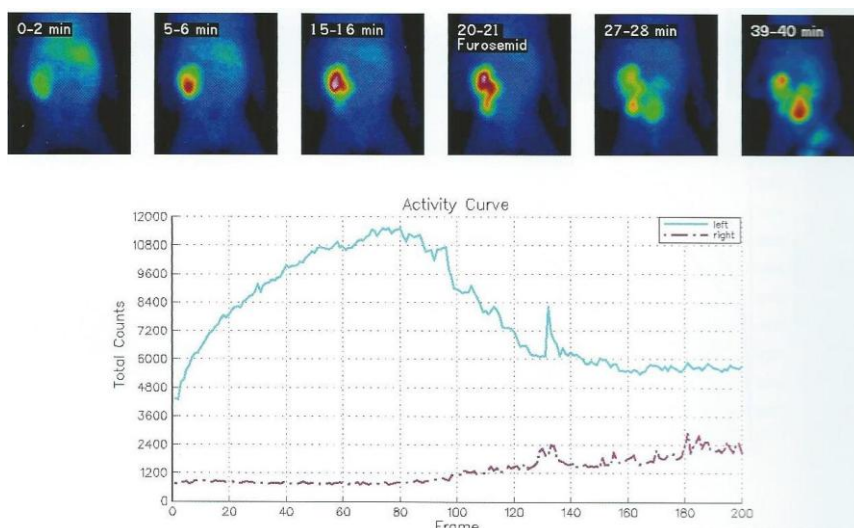 0-2 min
5-6 min
15-16 min
20-21
Furosemid
27-28 min
39-40 min
Activity Curve
left
right
Total Counts
12000
10800
9600
8400
7200
6000
4800
3600
2400
1200
0
0 20 40 60 80 100 120 140 160 180 200
Frame